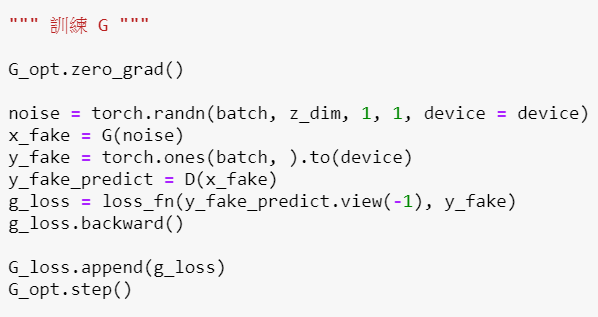 """ 訓練 G """
G_opt.zero_grad()
noise = torch.randn(batch, z_dim, 1, 1, device = device)
x_fake = G(noise)
y_fake = torch.ones(batch, ).to(device)
y_fake_predict = D(x_fake)
g_loss = loss_fn(y_fake_predict.view(-1), y_fake)
g_loss.backward()
G_loss.append(g_loss)
G_opt.step()